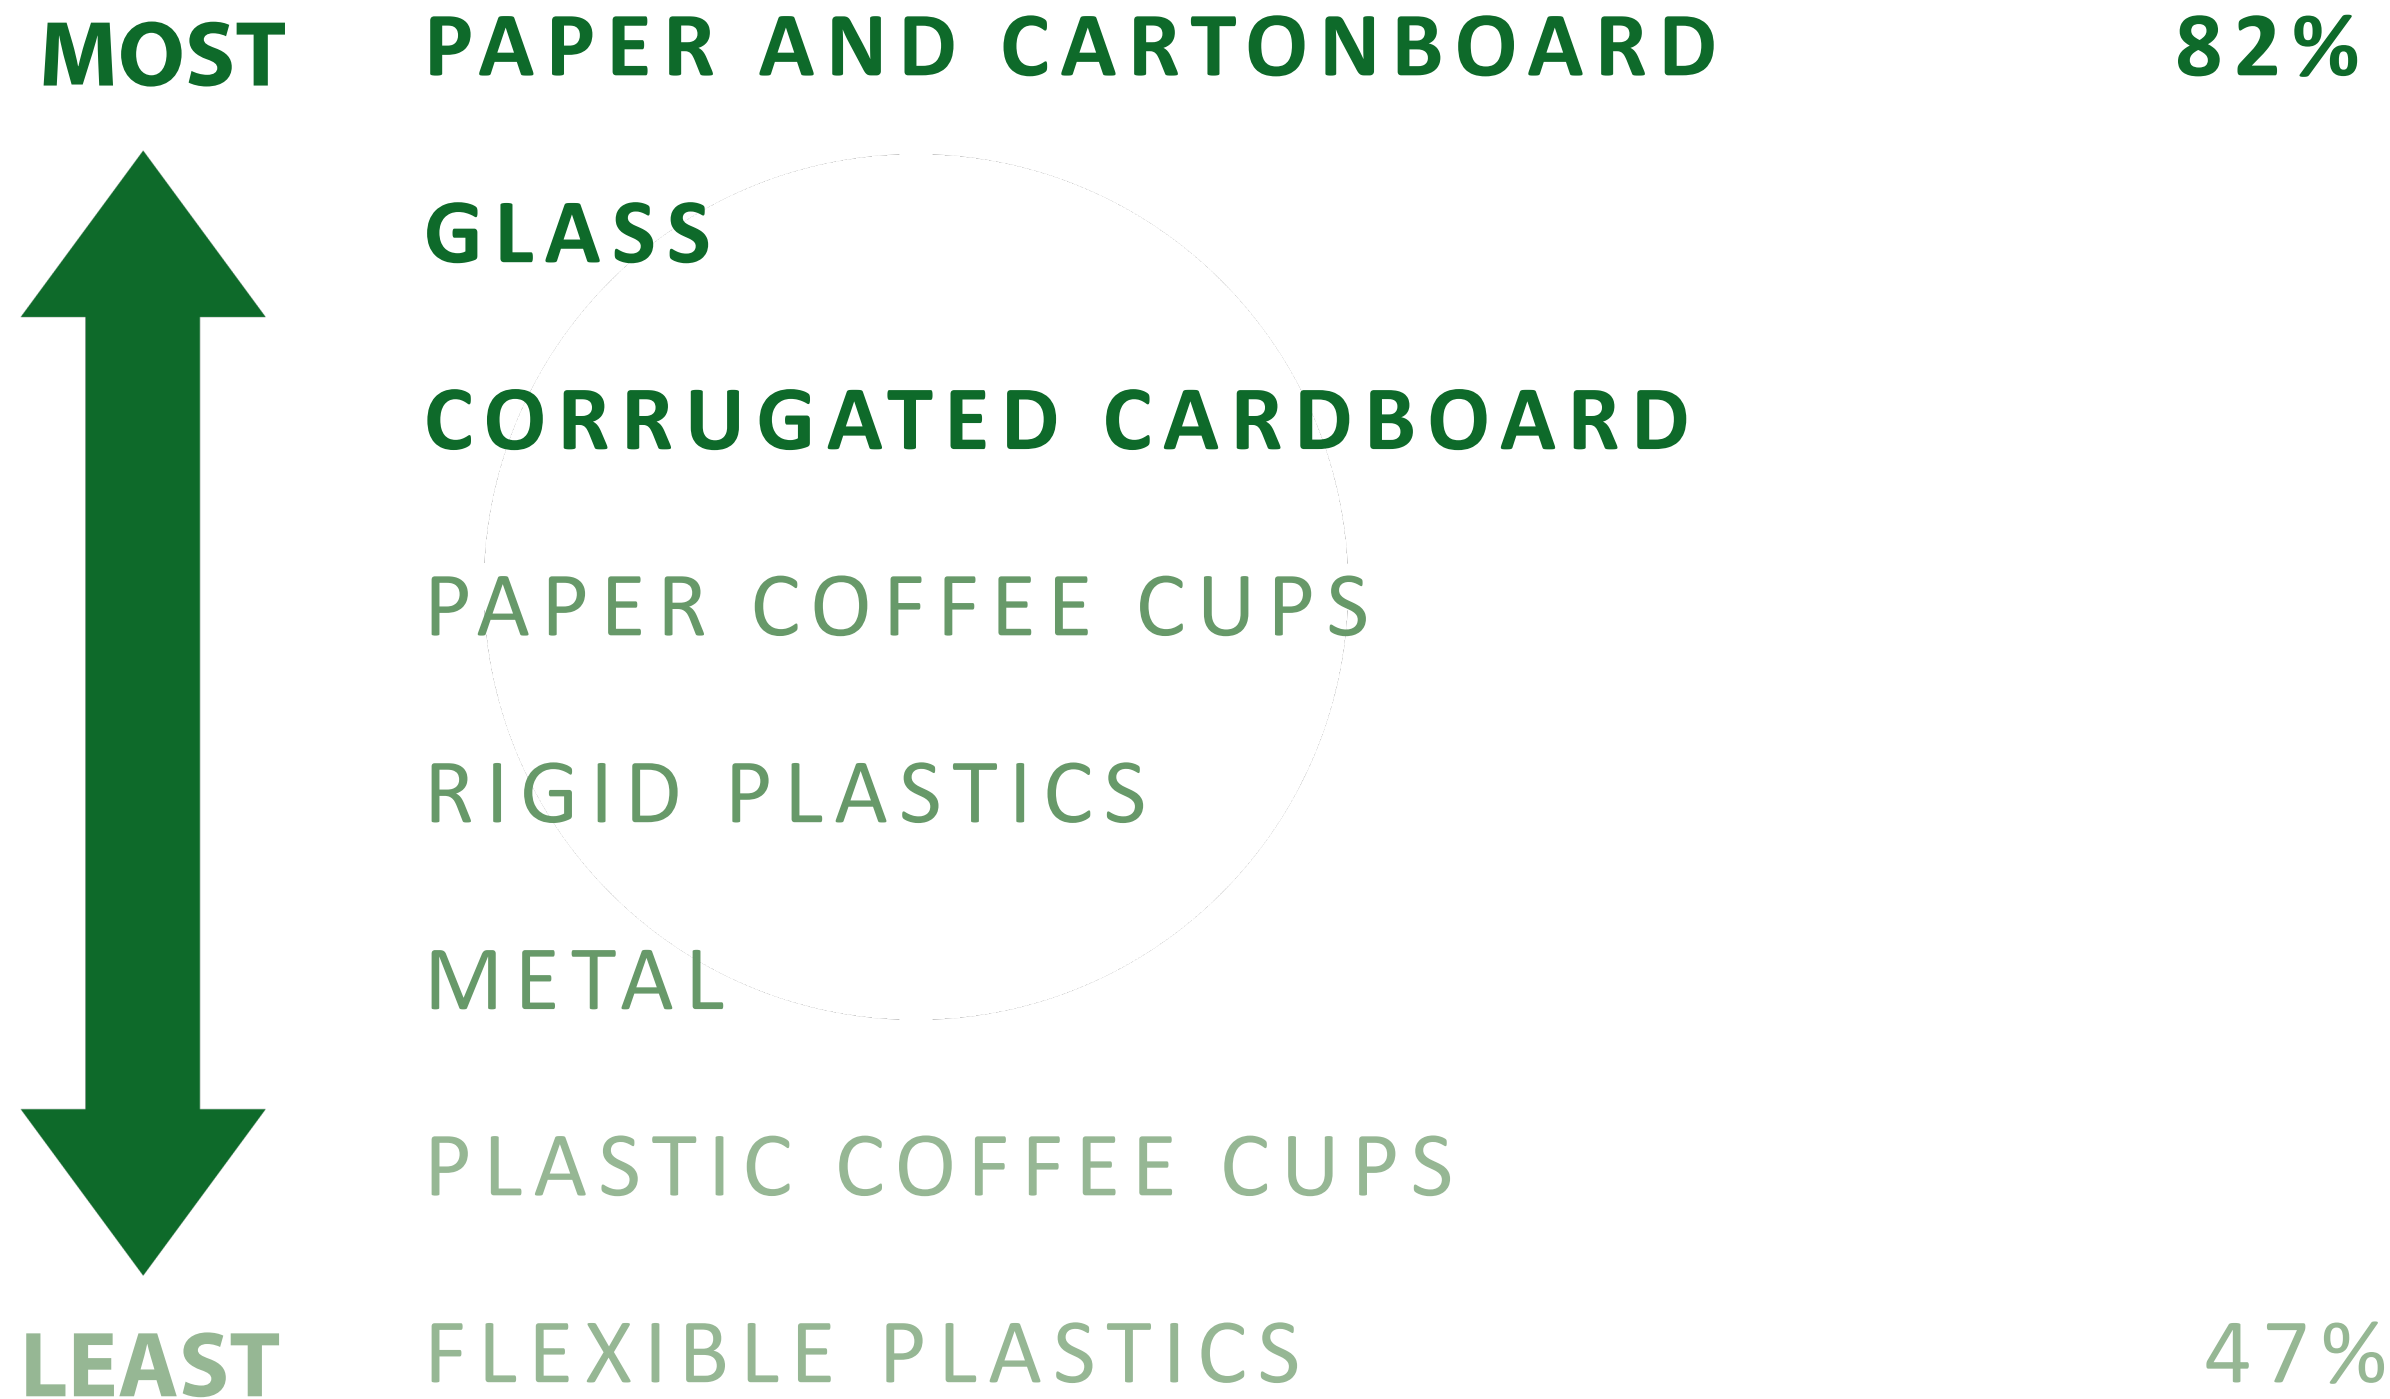 MOST PAPER AND CARTONBOARD 82%
GLASS
CORRUGATED CARDBOARD
PAPER COFFEE CUPS
RIGID PLASTICS
METAL
PLASTIC COFFEE CUPS
LEAST FLEXIBLE PLASTICS 47%